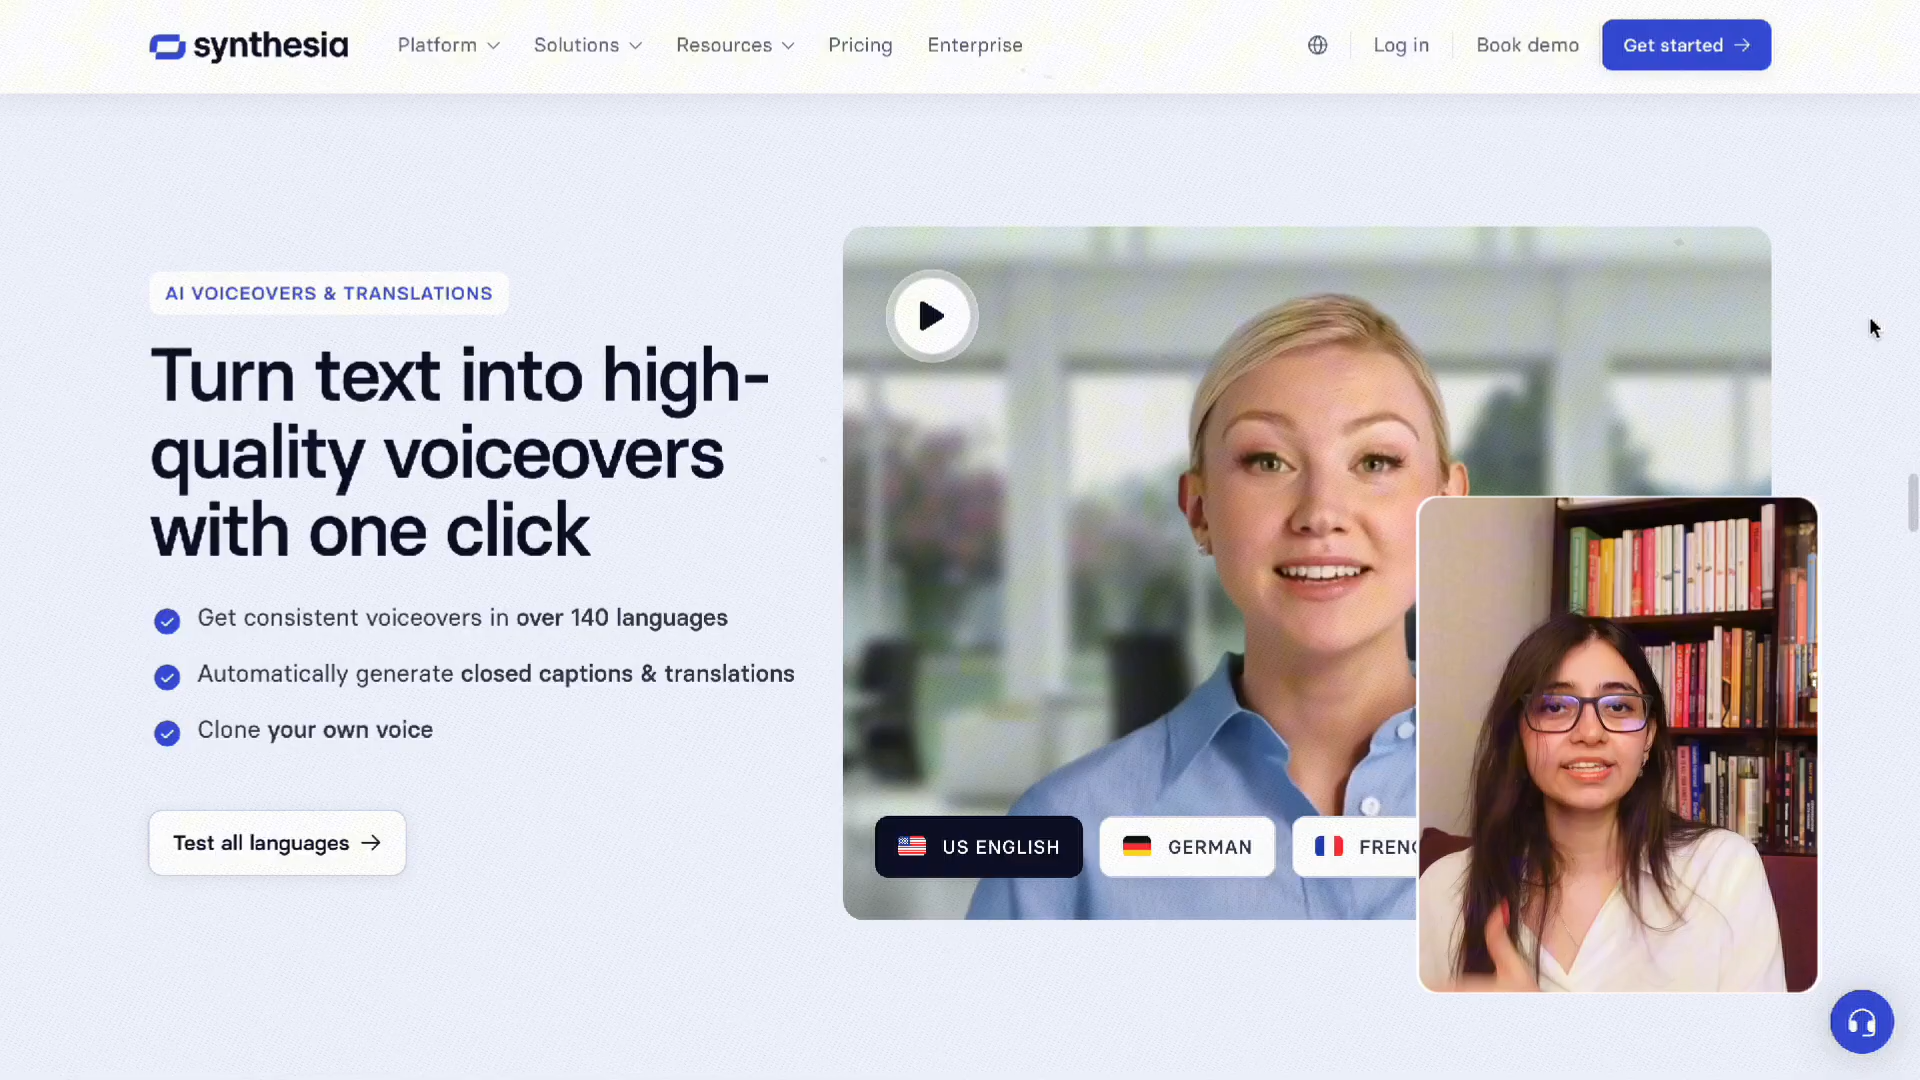 synthesia
Platform
Solutions
Resources
Pricing
Enterprise
Log in
Book demo
Get started
AI VOICEOVERS & TRANSLATIONS
Turn text into high-
quality voiceovers
with one click
Get consistent voiceovers in over 140 languages
Automatically generate closed captions & translations
Clone your own voice
Test all languages
US ENGLISH
GERMAN